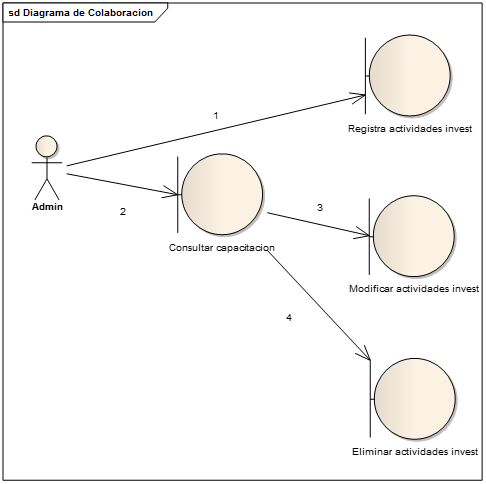 sd Diagrama de Colaboracion
1
Registra actividades invest
Admin
2
Consultar capacitacion
3
Modificar actividades invest
4
Eliminar actividades invest